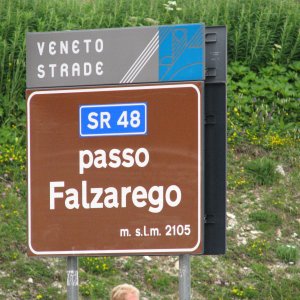 VENETO
STRADE
SR 48
passo
Falzarego
m. s.l.m. 2105